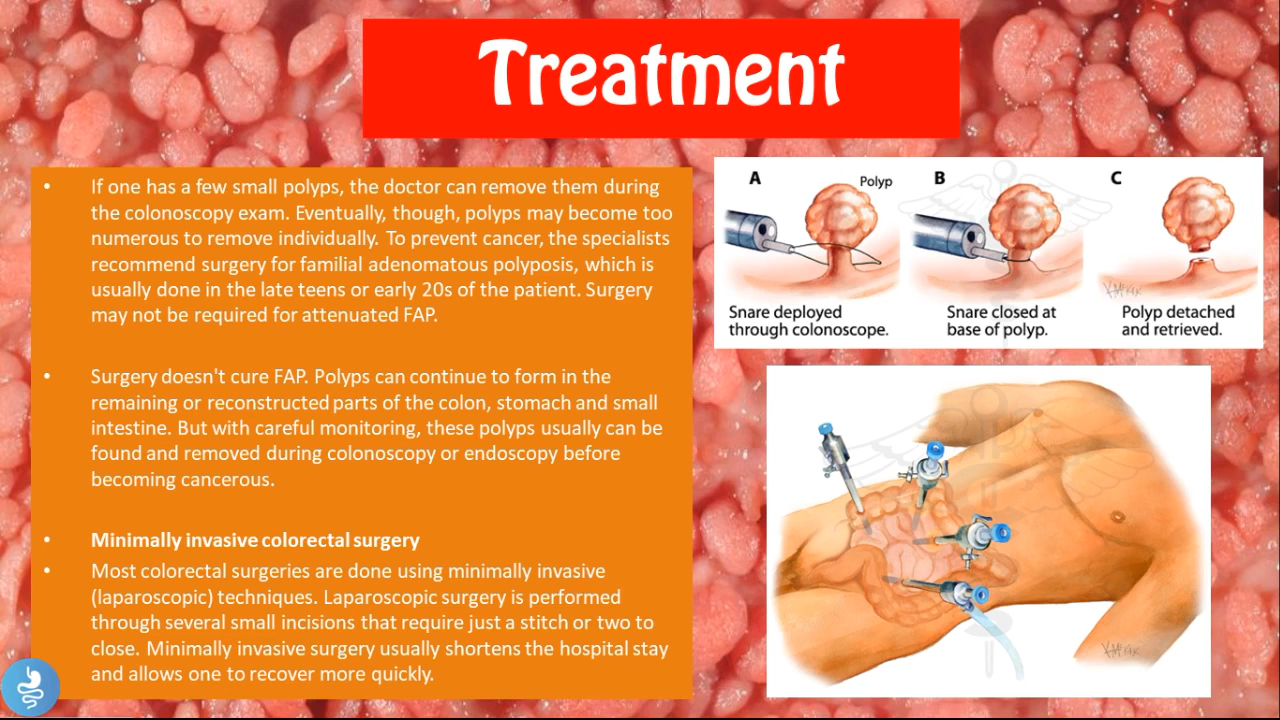 Treatment
• If one has a few small polyps, the doctor can remove them during
the colonoscopy exam. Eventually, though, polyps may become too
numerous to remove individually. To prevent cancer, the specialists
recommend surgery for familial adenomatous polyposis, which is
usually done in the late teens or early 20s of the patient. Surgery
may not be required for attenuated FAP.
• Surgery doesn't cure FAP. Polyps can continue to form in the
remaining or reconstructed parts of the colon, stomach and small
intestine. But with careful monitoring, these polyps usually can be
found and removed during colonoscopy or endoscopy before
becoming cancerous.
• Minimally invasive colorectal surgery
• Most colorectal surgeries are done using minimally invasive
(laparoscopic) techniques. Laparoscopic surgery is performed
through several small incisions that require just a stitch or two to
close. Minimally invasive surgery usually shortens the hospital stay
and allows one to recover more quickly.
A
Polyp
B
C
Snare deployed
through colonoscope.
Snare closed at
base of polyp.
Polyp detached
and retrieved.